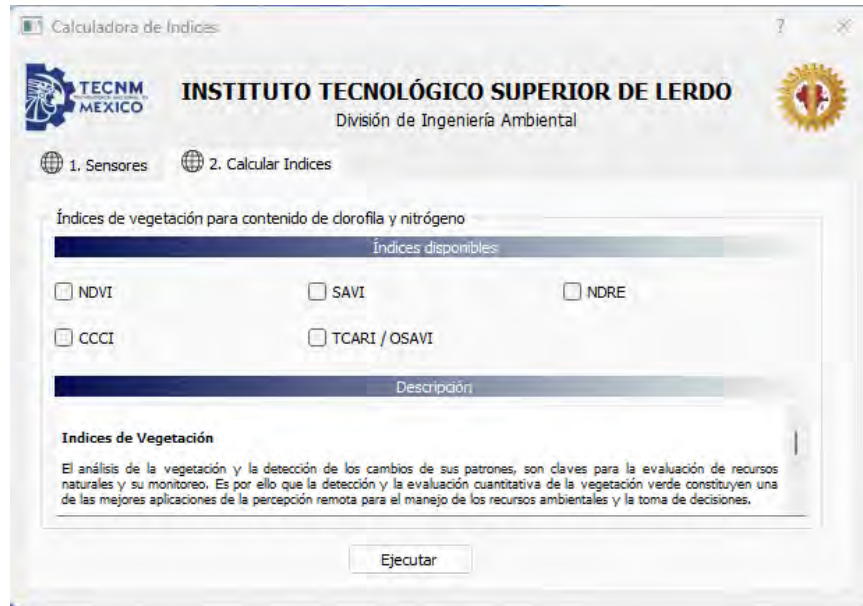 Calculadora de Indices
?
TECNM
MEXICO
INSTITUTO TECNOLÓGICO SUPERIOR DE LERDO
División de Ingeniería Ambiental
1. Sensores
2. Calcular Indices
Índices de vegetación para contenido de clorofila y nitrógeno
Índices disponibles
NDVI
SAVI
NDRE
CCCI
TCARI / OSAVI
Descripción
Indices de Vegetación
El análisis de la vegetación y la detección de los cambios de sus patrones, son claves para la evaluación de recursos
naturales y su monitoreo. Es por ello que la detección y la evaluación cuantitativa de la vegetación verde constituyen una
de las mejores aplicaciones de la percepción remota para el manejo de los recursos ambientales y la toma de decisiones.
Ejecutar